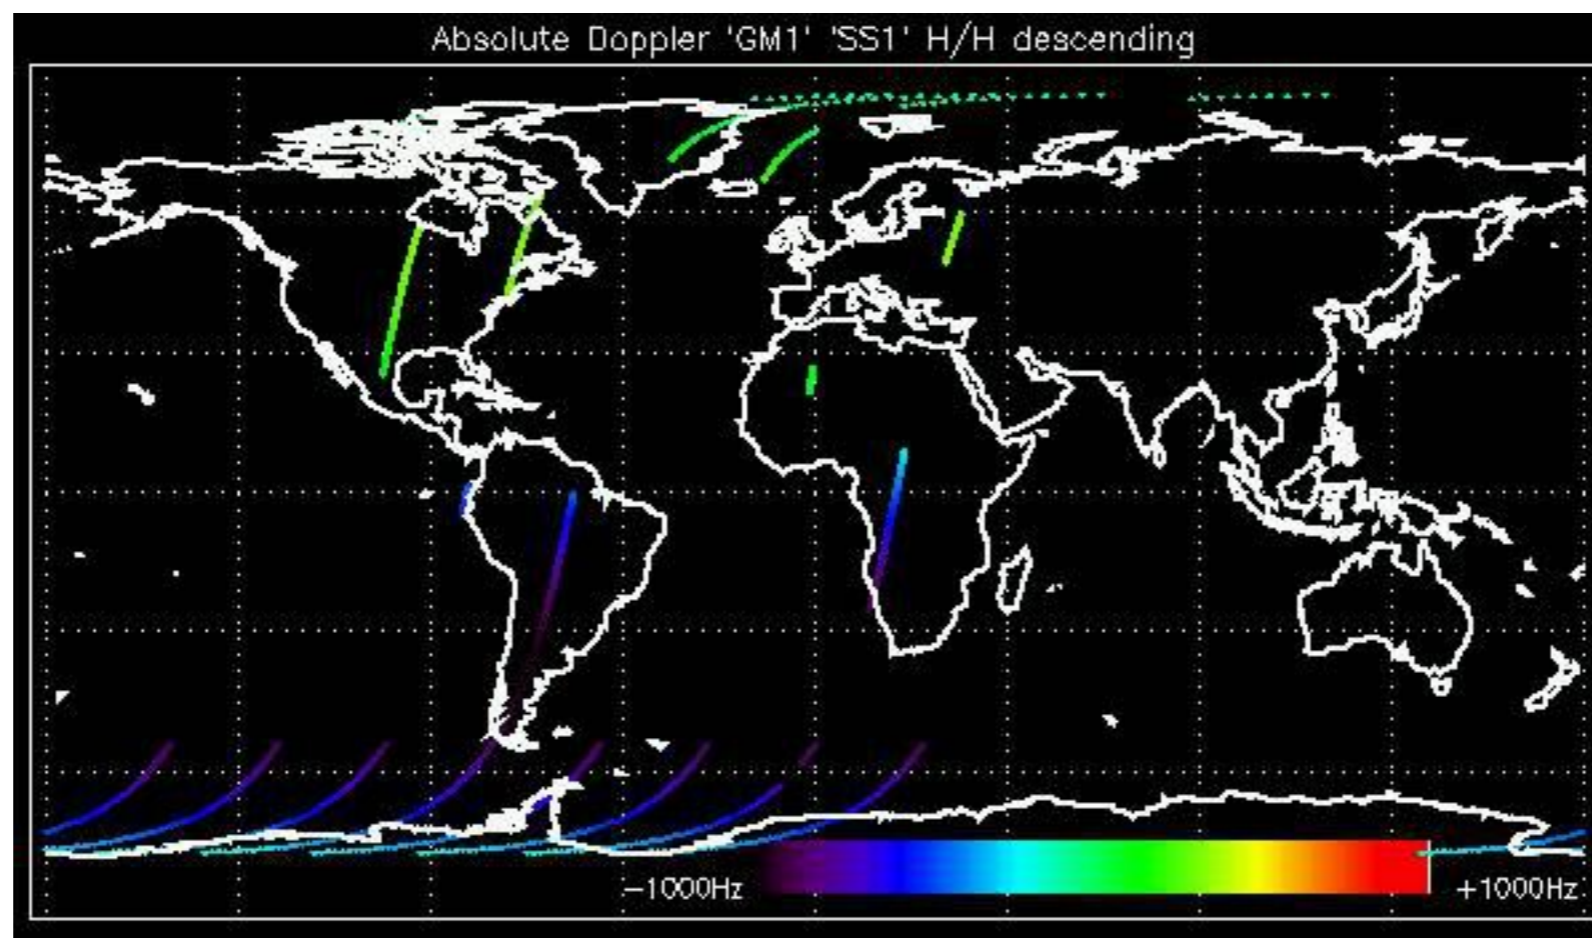 Absolute Doppler 'GM1' 'SS1' H/H descending
-1000Hz
+1000Hz